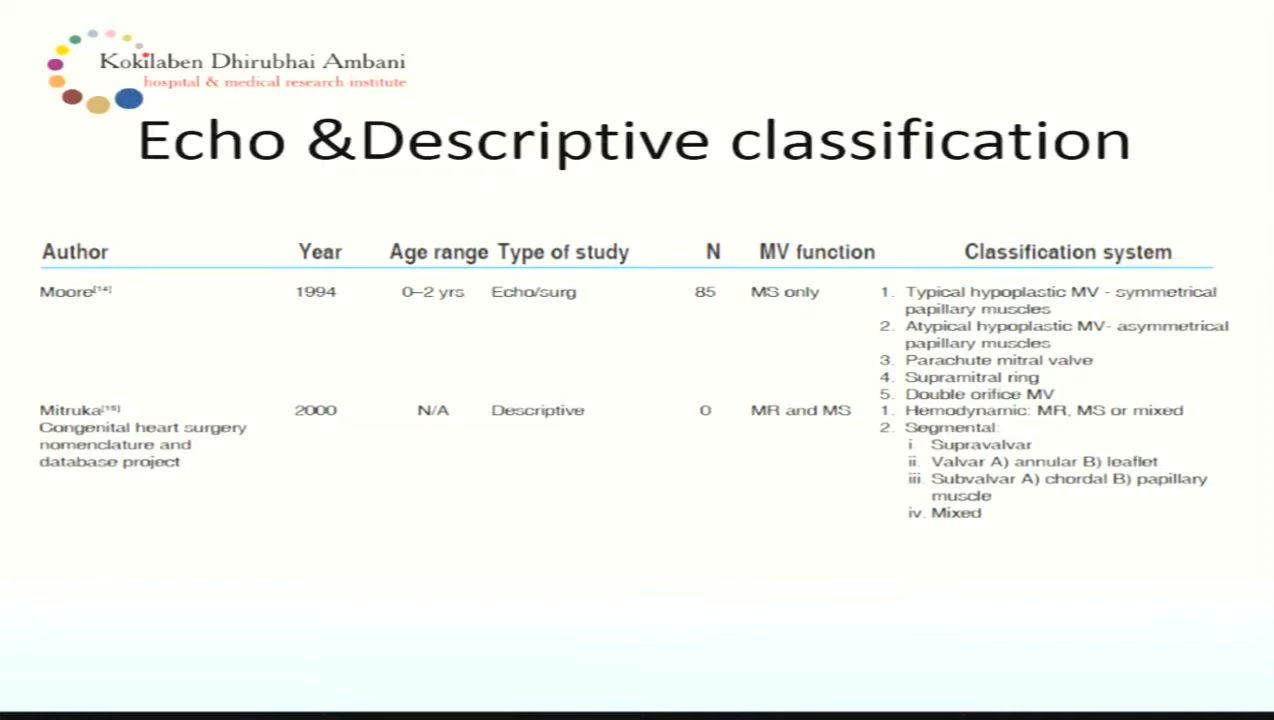 Kokilaben Dhirubhai Ambani
hospital & medical research institute
Echo &Descriptive classification
Author Year Age range Type of study N MV function Classification system
Moore[14] 1994 0–2 yrs Echo/surg 85 MS only 1. Typical hypoplastic MV - symmetrical
papillary muscles
2. Atypical hypoplastic MV- asymmetrical
papillary muscles
3. Parachute mitral valve
4. Supramitral ring
5. Double orifice MV
Mitruka[15] 2000 N/A Descriptive 0 MR and MS 1. Hemodynamic: MR, MS or mixed
Congenital heart surgery 2. Segmental:
nomenclature and i. Supravalvar
database project ii. Valvar A) annular B) leaflet
iii. Subvalvar A) chordal B) papillary
muscle
iv. Mixed